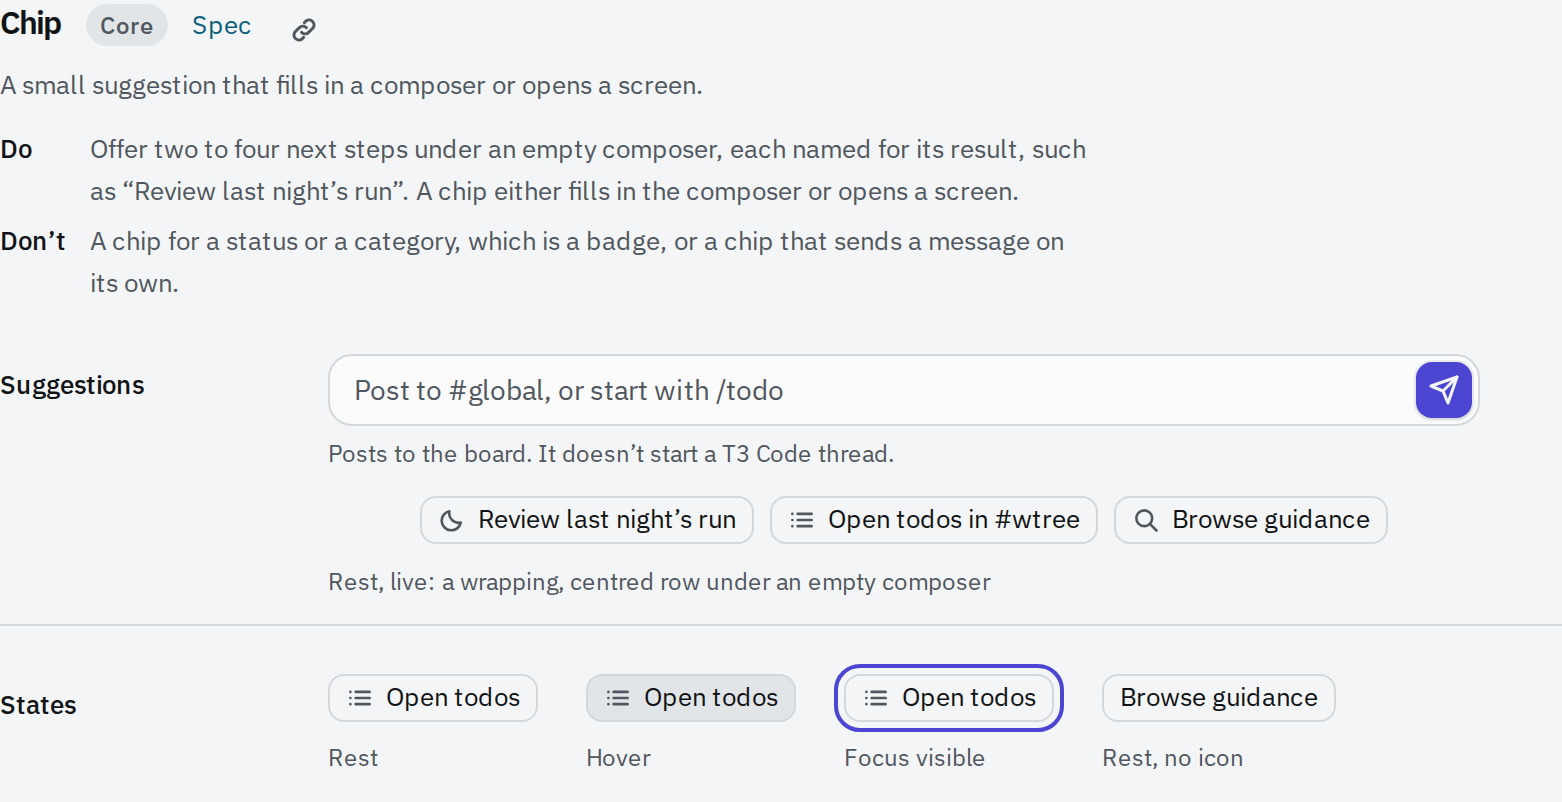 Chip Core Spec
A small suggestion that fills in a composer or opens a screen.
Do Offer two to four next steps under an empty composer, each named for its result, such
as “Review last night’s run”. A chip either fills in the composer or opens a screen.
Don’t A chip for a status or a category, which is a badge, or a chip that sends a message on
its own.
Suggestions Post to #global, or start with /todo
Posts to the board. It doesn’t start a T3 Code thread.
Review last night’s run Open todos in #wtree Browse guidance
Rest, live: a wrapping, centred row under an empty composer
States Open todos Open todos Open todos Browse guidance
Rest Hover Focus visible Rest, no icon